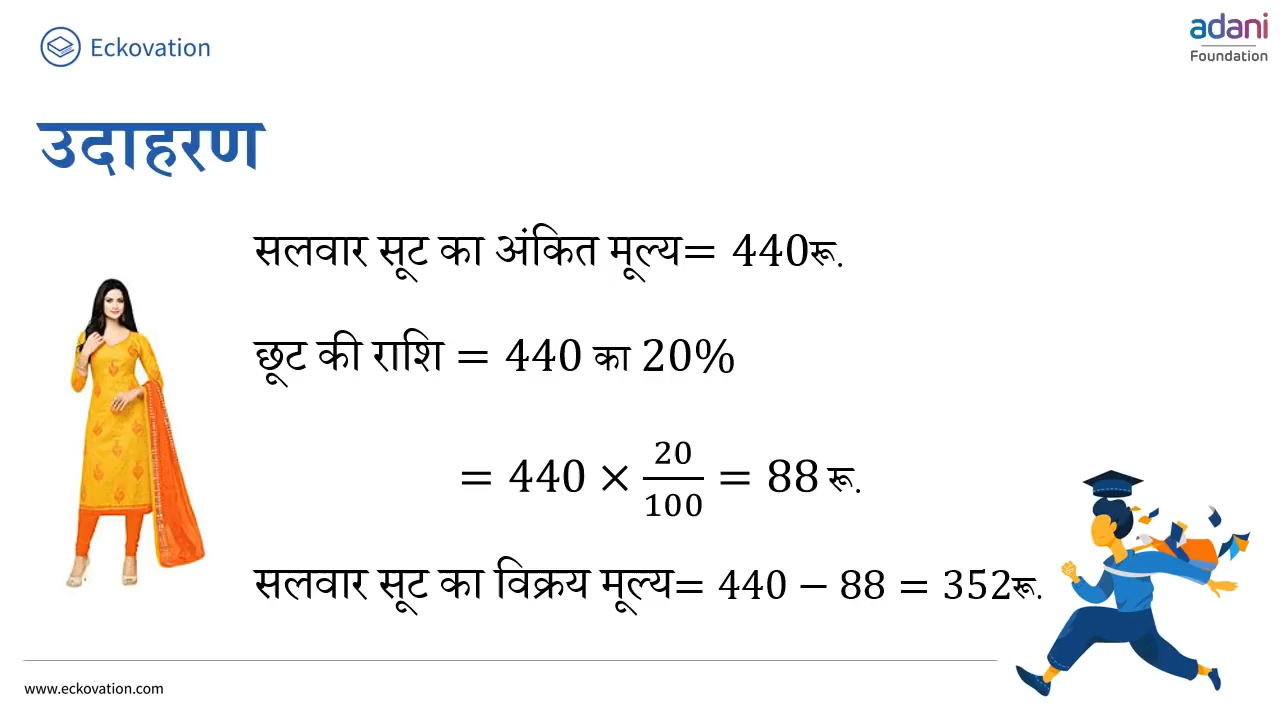 Eckovation
adani
Foundation
उदाहरण
सलवार सूट का अंकित मूल्य= 440रू.
छूट की राशि = 440 का 20%
= 440 × 20/100 = 88 रू.
सलवार सूट का विक्रय मूल्य= 440 − 88 = 352रू.
www.eckovation.com